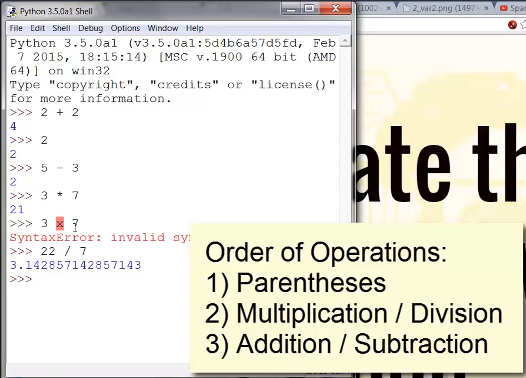 Python 3.5.0a1 Shell
1002×
2_var2.png (1497×
Spar
File Edit Shell Debug Options Window Help
Python 3.5.0a1 (v3.5.0a1:5d4b6a57d5fd, Feb
7 2015, 18:15:14) [MSC v.1900 64 bit (AMD
64)] on win32
Type "copyright", "credits" or "license()"
for more information.
>>> 2 + 2
4
>>> 2
2
>>> 5 - 3
2
>>> 3 * 7
21
>>> 3 x 7
SyntaxError: invalid syn
>>> 22 / 7
3.142857142857143
>>>
ate th
Order of Operations:
1) Parentheses
2) Multiplication / Division
3) Addition / Subtraction